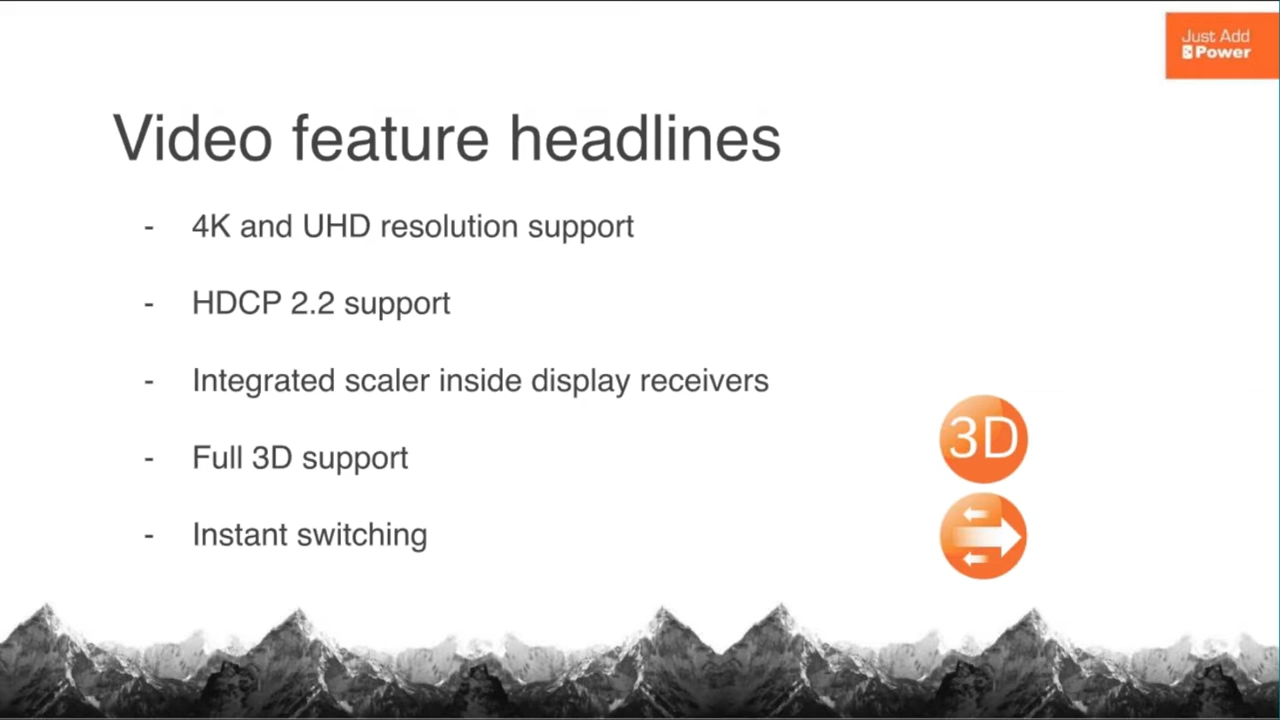 Just Add
Power
Video feature headlines
- 4K and UHD resolution support
- HDCP 2.2 support
- Integrated scaler inside display receivers
- Full 3D support
- Instant switching
3D